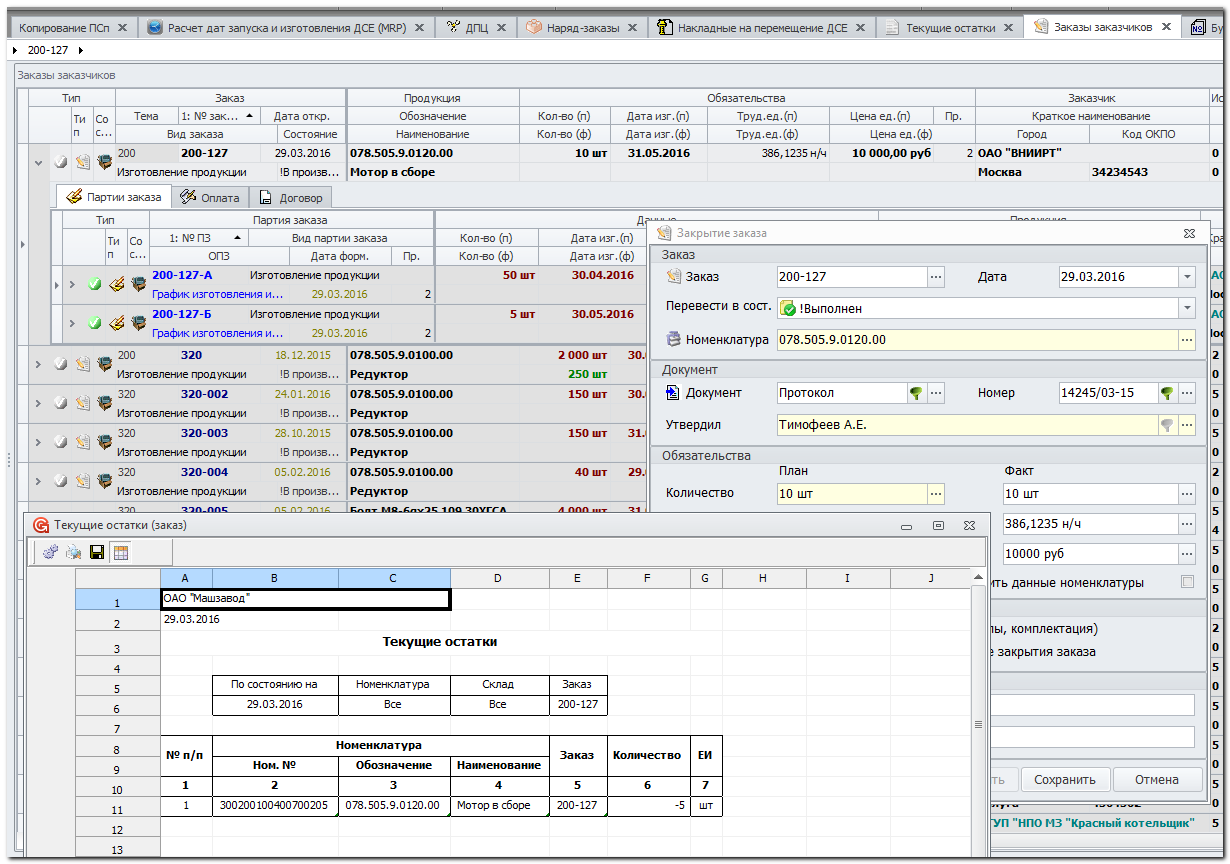 Копирование ПСп
Расчет дат запуска и изготовления ДСЕ (MRP)
ДПЦ
Наряд-заказы
Накладные на перемещение ДСЕ
Текущие остатки
Заказы заказчиков
200-127
Заказы заказчиков
Тип Заказ Продукция Обязательства Заказчик
Ти п Со с... Тема 1: № зак... Дата откр. Обозначение Кол-во (п) Дата изг.(п) Труд.ед.(п) Цена ед.(п) Пр. Краткое наименование
Вид заказа Состояние Наименование Кол-во (ф) Дата изг.(ф) Труд.ед.(ф) Цена ед.(ф) Город Код ОКПО
200 200-127 29.03.2016 078.505.9.0120.00 10 шт 31.05.2016 386,1235 н/ч 10 000,00 руб 2 ОАО "ВНИИРТ" 0
Изготовление продукции !В произв... Мотор в сборе Москва 34234543 0
Партии заказа Оплата Договор
Тип Партия заказа Данные Продукция
Ти п Со с... 1: № ПЗ Вид партии заказа Кол-во (п) Дата изг.(п)
ОПЗ Дата форм. Пр. Кол-во (ф) Дата изг.(ф)
200-127-А Изготовление продукции 50 шт 30.04.2016
График изготовления и... 29.03.2016 2
200-127-Б Изготовление продукции 5 шт 30.05.2016
График изготовления и... 29.03.2016 2
200 320 18.12.2015 078.505.9.0100.00 2 000 шт 30.
Изготовление продукции !В произв... Редуктор 250 шт
320 320-002 24.01.2016 078.505.9.0100.00 150 шт 30.
Изготовление продукции !В произв... Редуктор
320 320-003 28.10.2015 078.505.9.0100.00 150 шт 31.
Изготовление продукции !В произв... Редуктор
320 320-004 05.02.2016 078.505.9.0100.00 40 шт 29.
Изготовление продукции !В произв... Редуктор
320 320-005 05.02.2016 Болт М8-6gx25.109.30ХГСА 4 000 шт 31.
Закрытие заказа
Заказ
Заказ 200-127 ... Дата 29.03.2016
Перевести в сост. !Выполнен
Номенклатура 078.505.9.0120.00 ...
Документ
Документ Протокол ... Номер 14245/03-15 ...
Утвердил Тимофеев А.Е. ...
Обязательства
План Факт
Количество 10 шт ... 10 шт ...
386,1235 н/ч ...
10000 руб ...
ить данные номенклатуры
лы, комплектация)
е закрытия заказа
ть Сохранить Отмена
УП "НПО МЗ "Красный котельщик" 5
Текущие остатки (заказ)
A B C D E F G H I J
1 ОАО "Машзавод"
2 29.03.2016
3 Текущие остатки
4
5 По состоянию на Номенклатура Склад Заказ
6 29.03.2016 Все Все 200-127
7
8 № п/п Номенклатура Заказ Количество ЕИ
9 Ном. № Обозначение Наименование
10 1 2 3 4 5 6 7
11 1 300200100400700205 078.505.9.0120.00 Мотор в сборе 200-127 -5 шт
12
13